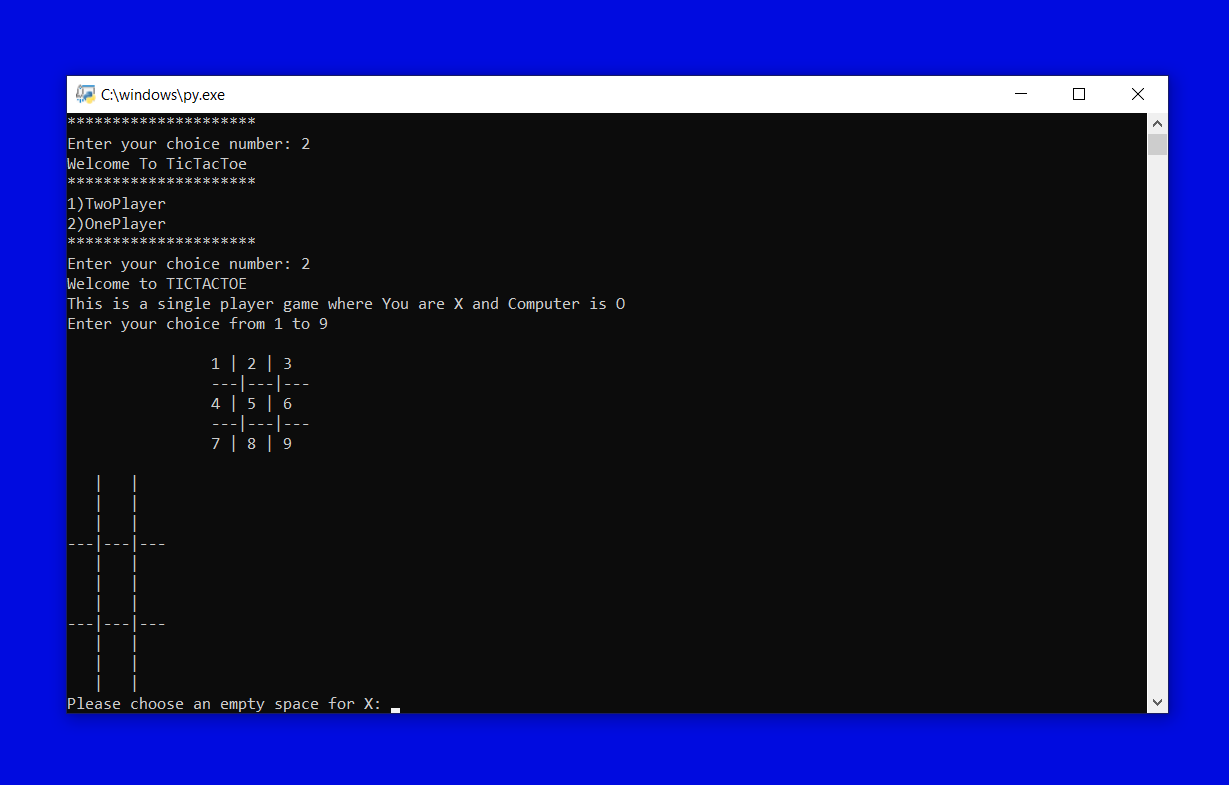 C:\windows\py.exe
*********************
Enter your choice number: 2
Welcome To TicTacToe
*********************
1)TwoPlayer
2)OnePlayer
*********************
Enter your choice number: 2
Welcome to TICTACTOE
This is a single player game where You are X and Computer is O
Enter your choice from 1 to 9
                1 | 2 | 3
                ---|---|---
                4 | 5 | 6
                ---|---|---
                7 | 8 | 9
   |   |
   |   |
   |   |
---|---|---
   |   |
   |   |
   |   |
---|---|---
   |   |
   |   |
   |   |
Please choose an empty space for X: